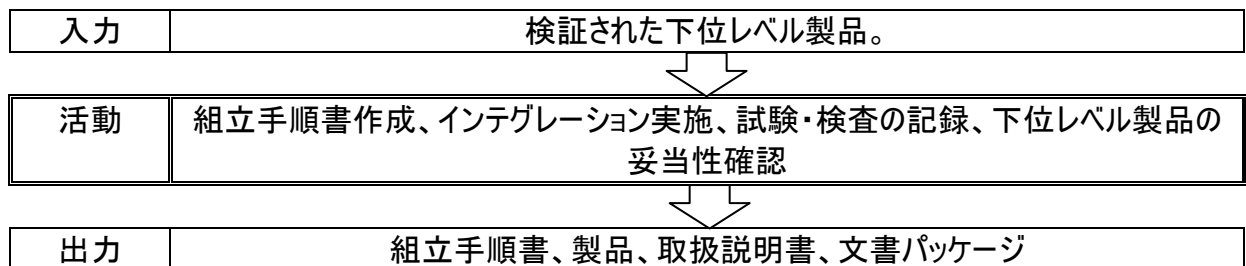 入力 検証された下位レベル製品。
活動 組立手順書作成、インテグレーション実施、試験・検査の記録、下位レベル製品の
妥当性確認
出力 組立手順書、製品、取扱説明書、文書パッケージ